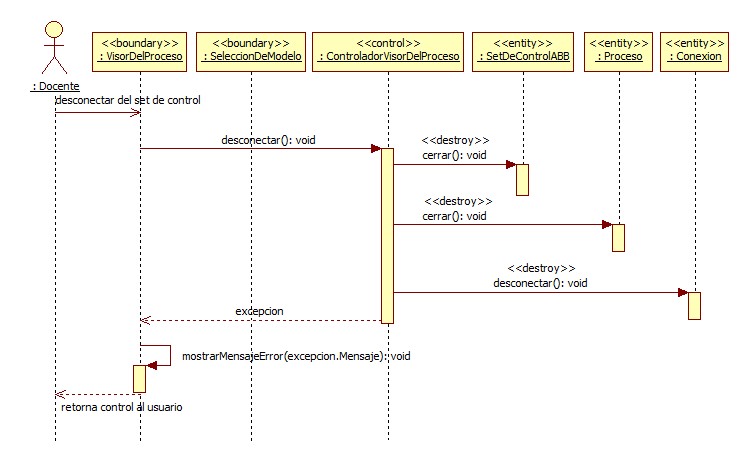 <<boundary>>
: VisorDelProceso
<<boundary>>
: SeleccionDeModelo
<<control>>
: ControladorVisorDelProceso
<<entity>>
: SetDeControlABB
<<entity>>
: Proceso
<<entity>>
: Conexion
: Docente
desconectar del set de control
desconectar(): void
<<destroy>>
cerrar(): void
<<destroy>>
cerrar(): void
<<destroy>>
desconectar(): void
excepcion
mostrarMensajeError(excepcion.Mensaje): void
retorna control al usuario